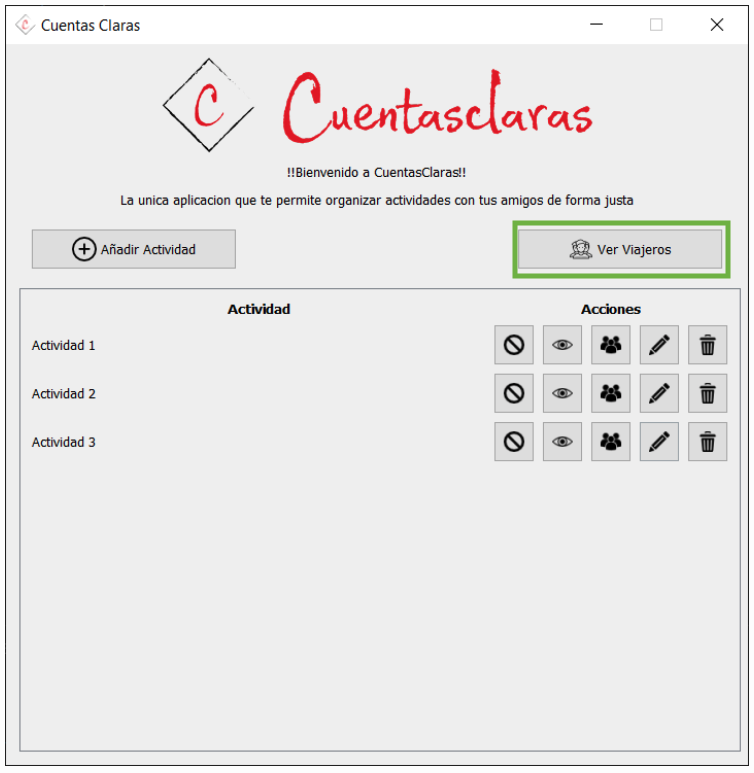 Cuentas Claras
C Cuentasclaras
!!Bienvenido a CuentasClaras!!
La unica aplicacion que te permite organizar actividades con tus amigos de forma justa
Añadir Actividad Ver Viajeros
Actividad Acciones
Actividad 1
Actividad 2
Actividad 3